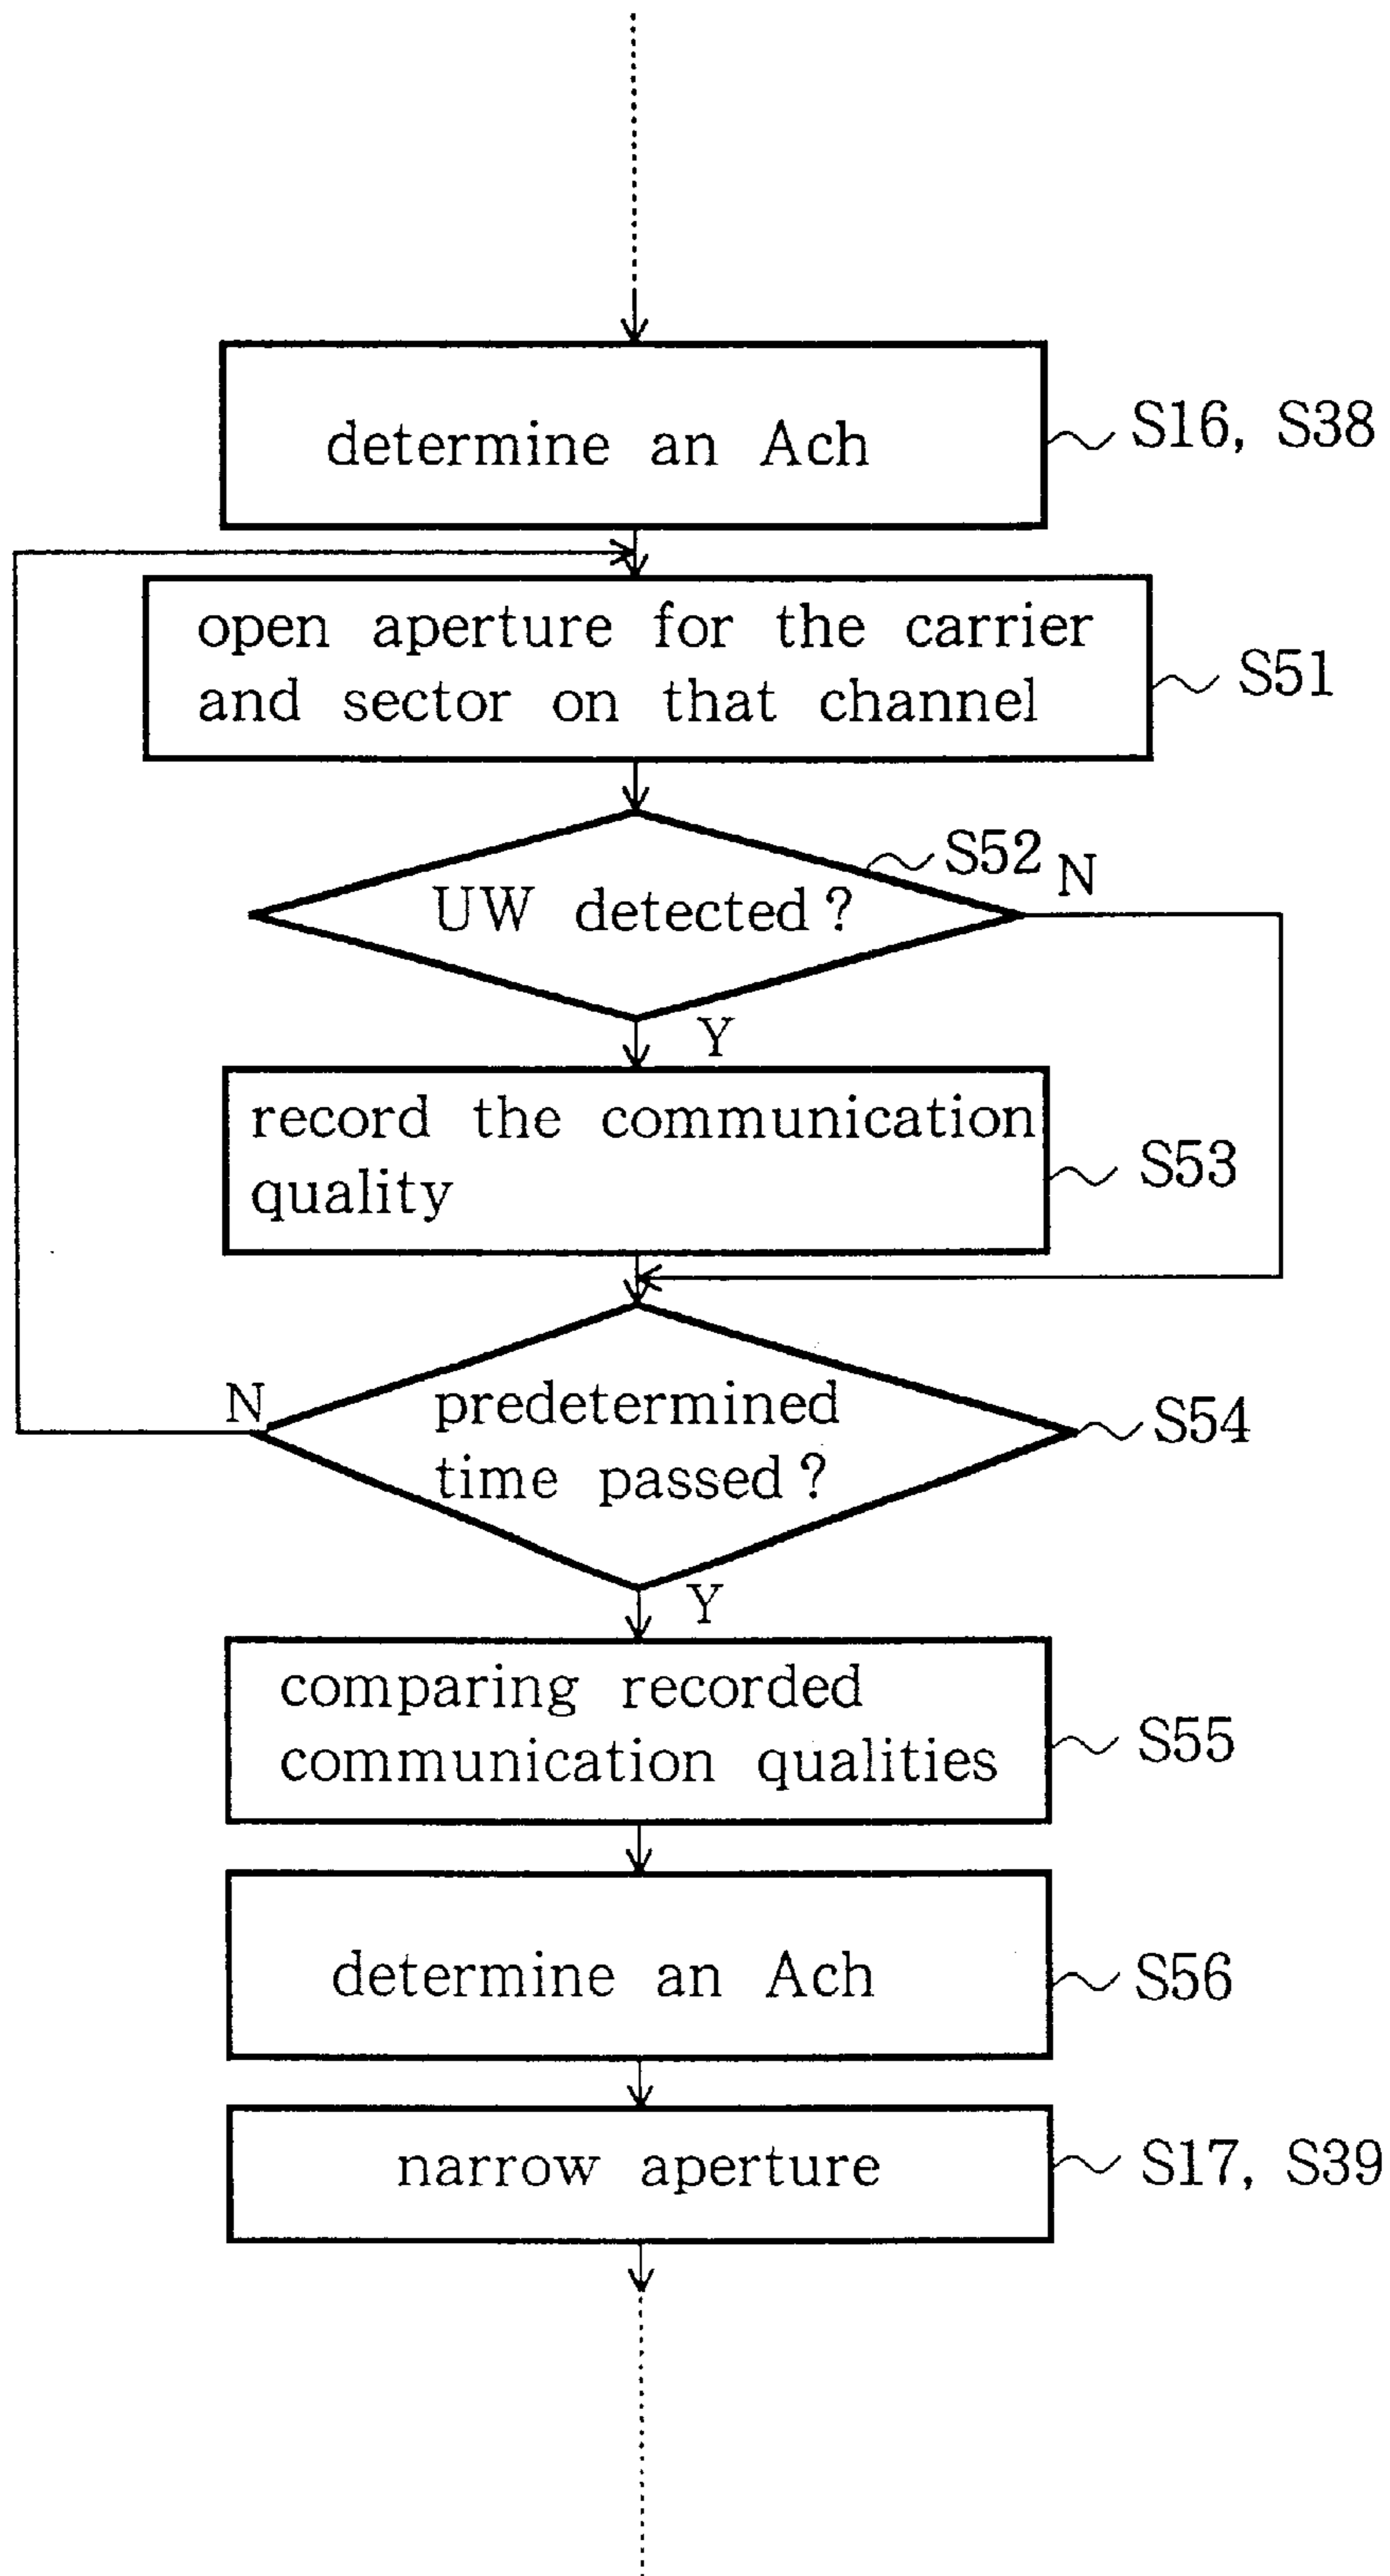 determine an Ach
S16, S38
open aperture for the carrier
and sector on that channel
S51
UW detected?
S52
N
Y
record the communication
quality
S53
predetermined
time passed?
N
S54
Y
comparing recorded
communication qualities
S55
determine an Ach
S56
narrow aperture
S17, S39